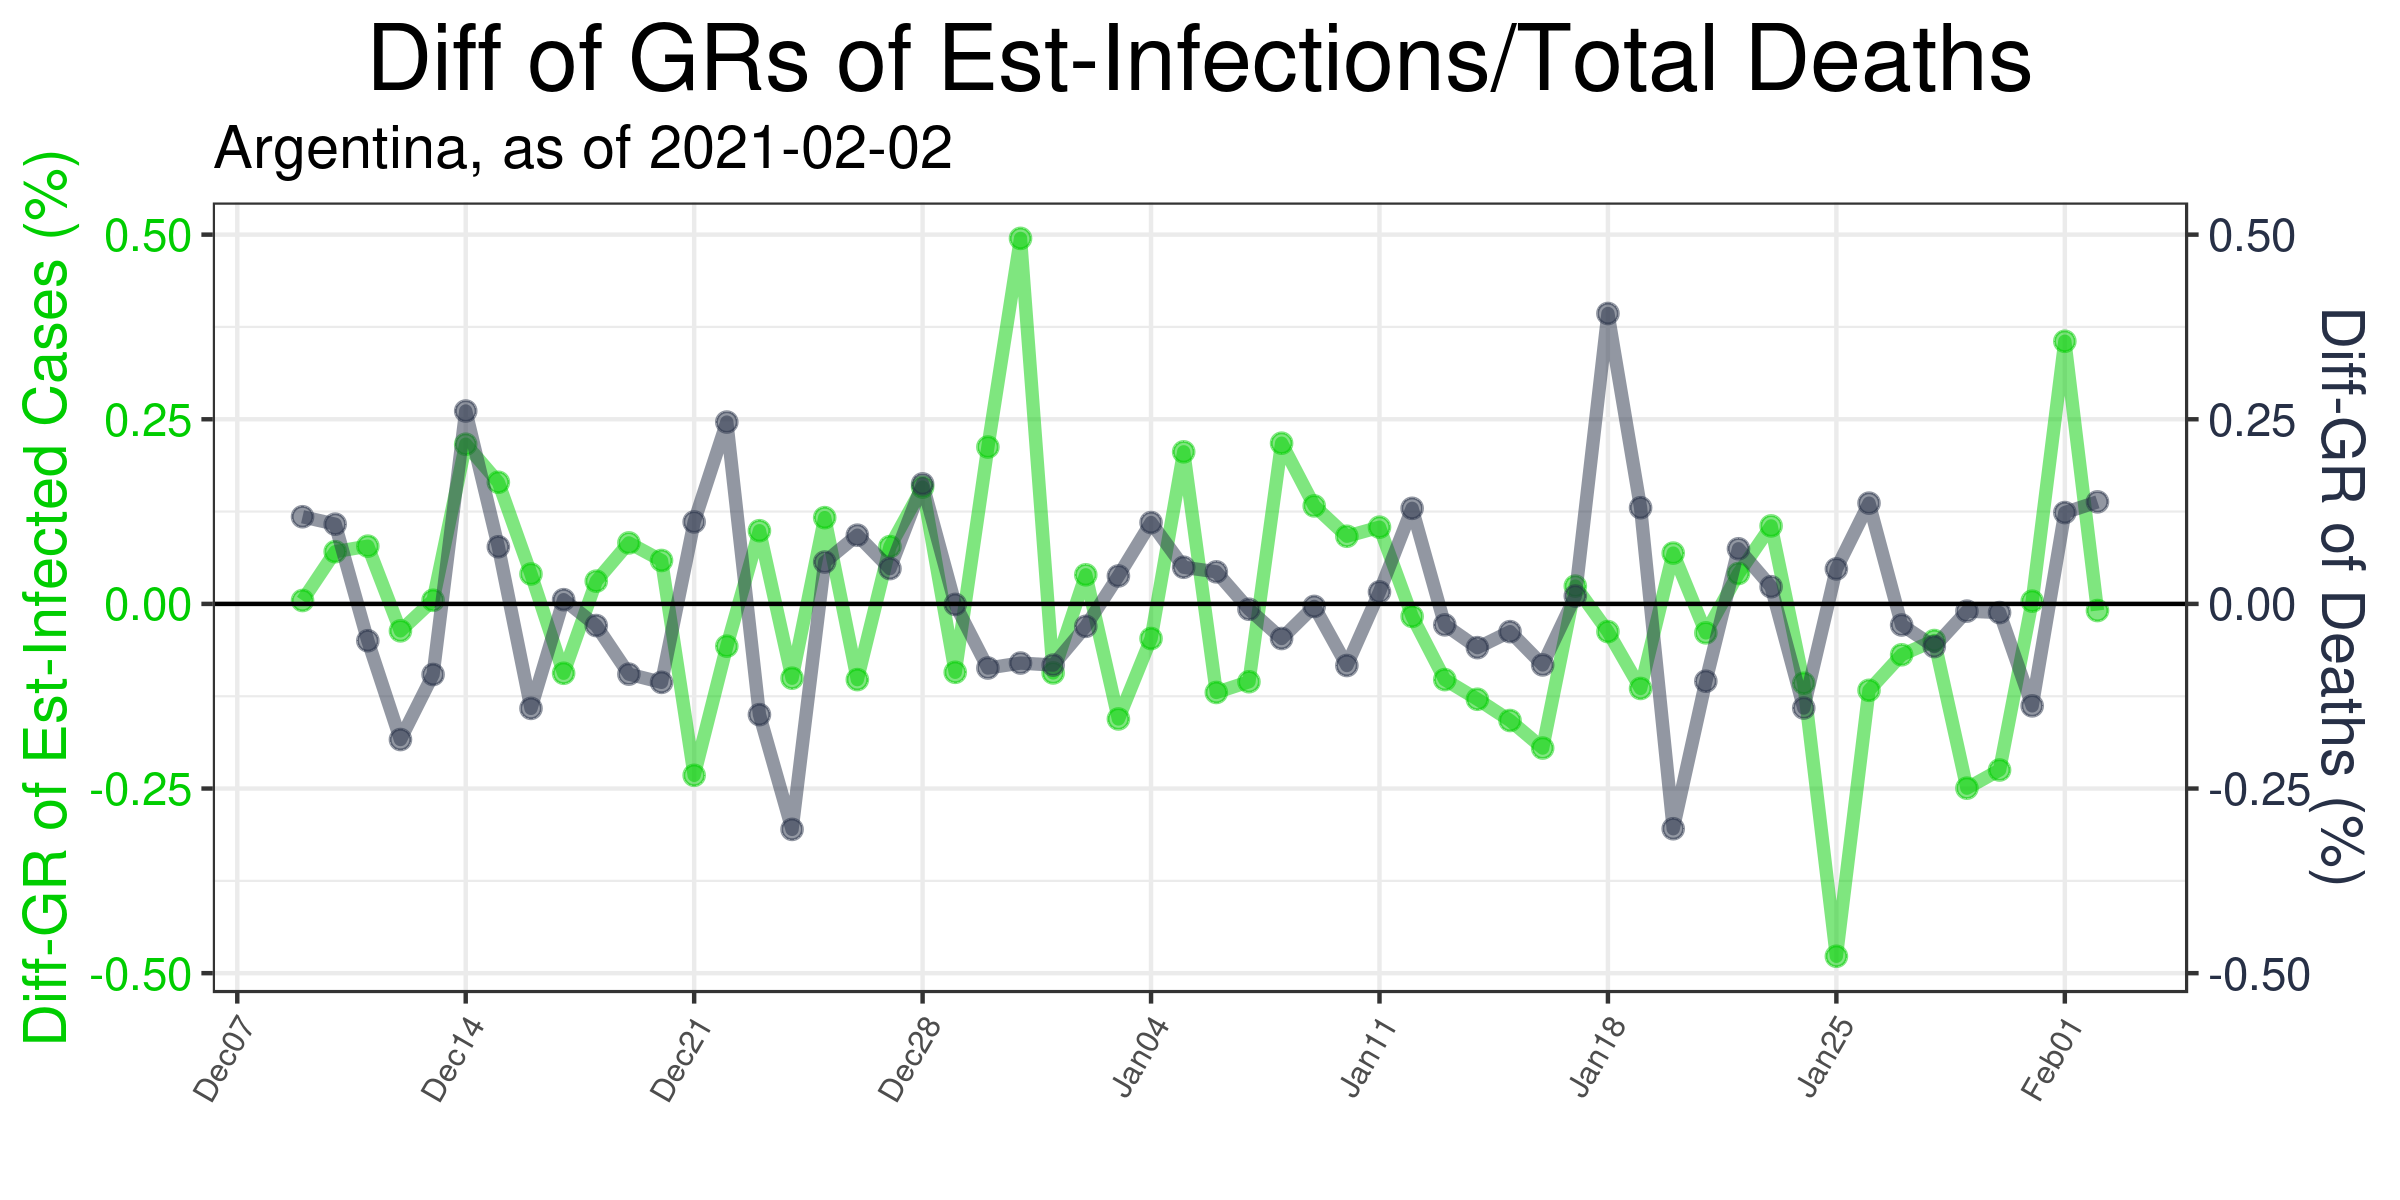 Diff of GRs of Est-Infections/Total Deaths
Argentina, as of 2021-02-02
Diff-GR of Est-Infected Cases (%)
0.50
0.25
0.00
-0.25
-0.50
0.50
0.25
0.00
-0.25
-0.50
Diff-GR of Deaths (%)
Dec07
Dec14
Dec21
Dec28
Jan04
Jan11
Jan18
Jan25
Feb01